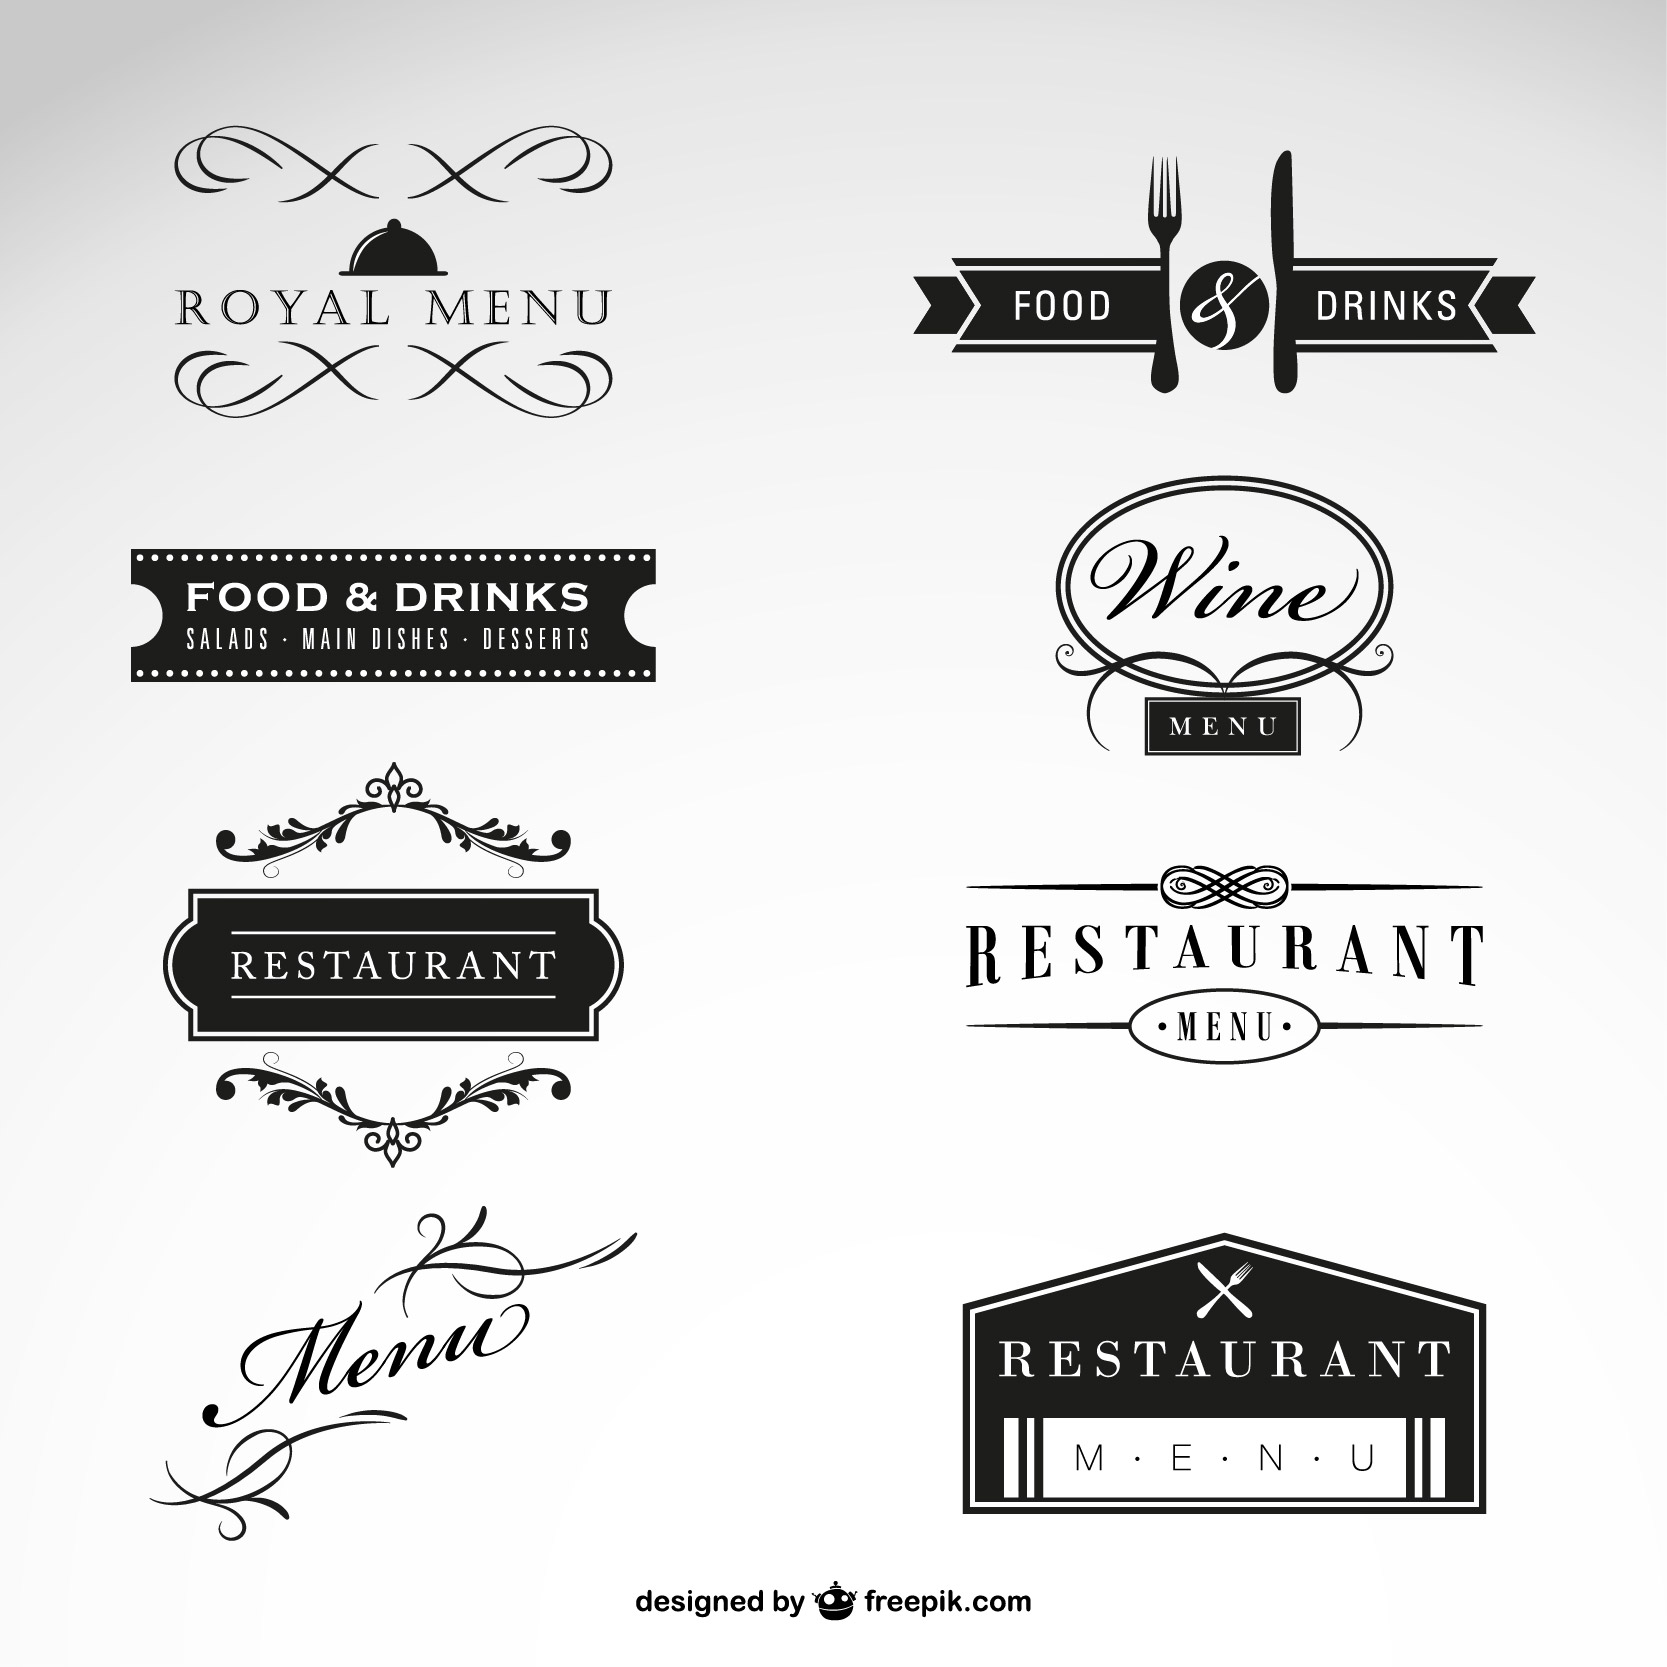 ROYAL MENU
FOOD & DRINKS
FOOD & DRINKS
SALADS · MAIN DISHES · DESSERTS
Wine
MENU
RESTAURANT
RESTAURANT
• MENU •
Menu
RESTAURANT
M · E · N · U
designed by freepik.com